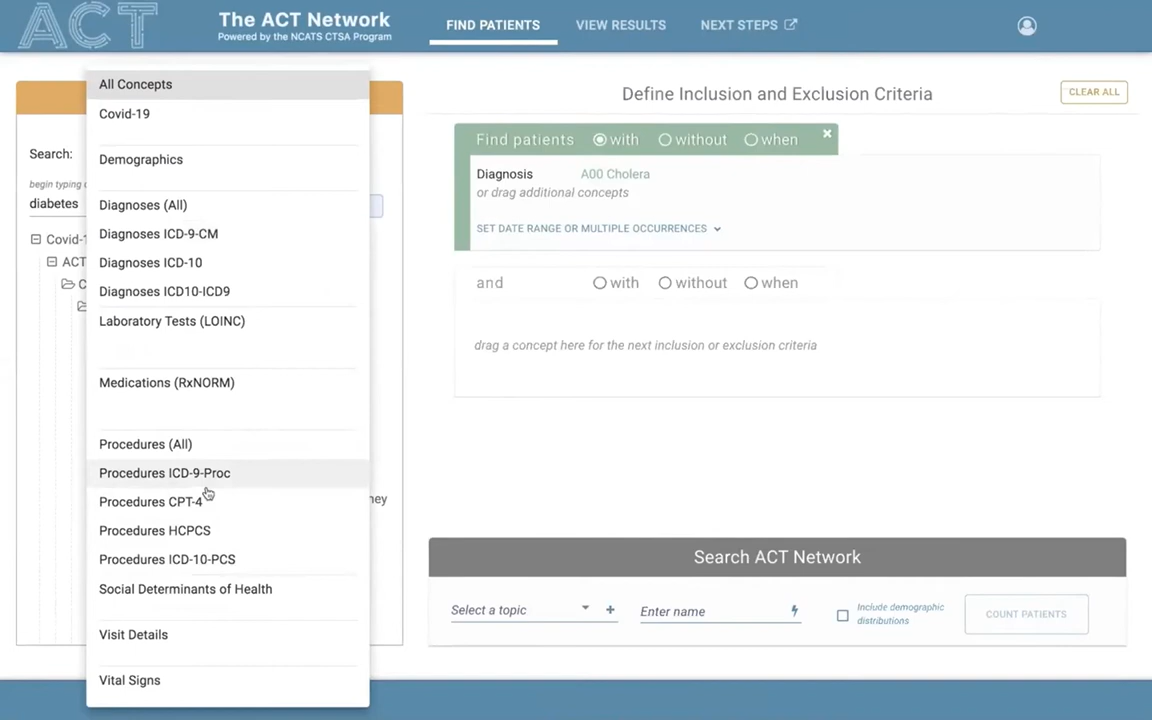 ACT
The ACT Network
Powered by the NCATS CTSA Program
FIND PATIENTS
VIEW RESULTS
NEXT STEPS
All Concepts
Covid-19
Demographics
Diagnoses (All)
Diagnoses ICD-9-CM
Diagnoses ICD-10
Diagnoses ICD10-ICD9
Laboratory Tests (LOINC)
Medications (RxNORM)
Procedures (All)
Procedures ICD-9-Proc
Procedures CPT-4
Procedures HCPCS
Procedures ICD-10-PCS
Social Determinants of Health
Visit Details
Vital Signs
Search:
begin typing
diabetes
Covid-1
ACT
C
ney
Define Inclusion and Exclusion Criteria
CLEAR ALL
Find patients with without when
Diagnosis A00 Cholera
or drag additional concepts
SET DATE RANGE OR MULTIPLE OCCURRENCES
and with without when
drag a concept here for the next inclusion or exclusion criteria
Search ACT Network
Select a topic
Enter name
Include demographic
distributions
COUNT PATIENTS